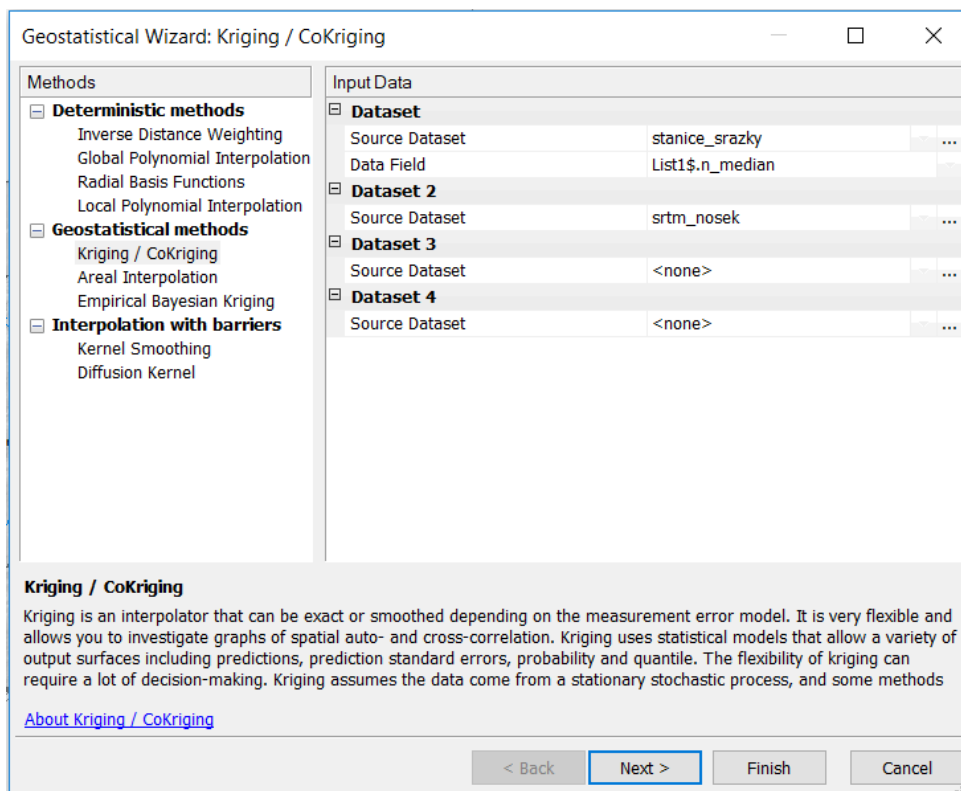 Geostatistical Wizard: Kriging / CoKriging
Methods
Deterministic methods
Inverse Distance Weighting
Global Polynomial Interpolation
Radial Basis Functions
Local Polynomial Interpolation
Geostatistical methods
Kriging / CoKriging
Areal Interpolation
Empirical Bayesian Kriging
Interpolation with barriers
Kernel Smoothing
Diffusion Kernel
Input Data
Dataset
Source Dataset stanice_srazky ...
Data Field List1$.n_median
Dataset 2
Source Dataset srtm_nosek ...
Dataset 3
Source Dataset <none> ...
Dataset 4
Source Dataset <none> ...
Kriging / CoKriging
Kriging is an interpolator that can be exact or smoothed depending on the measurement error model. It is very flexible and
allows you to investigate graphs of spatial auto- and cross-correlation. Kriging uses statistical models that allow a variety of
output surfaces including predictions, prediction standard errors, probability and quantile. The flexibility of kriging can
require a lot of decision-making. Kriging assumes the data come from a stationary stochastic process, and some methods
About Kriging / CoKriging
< Back Next > Finish Cancel